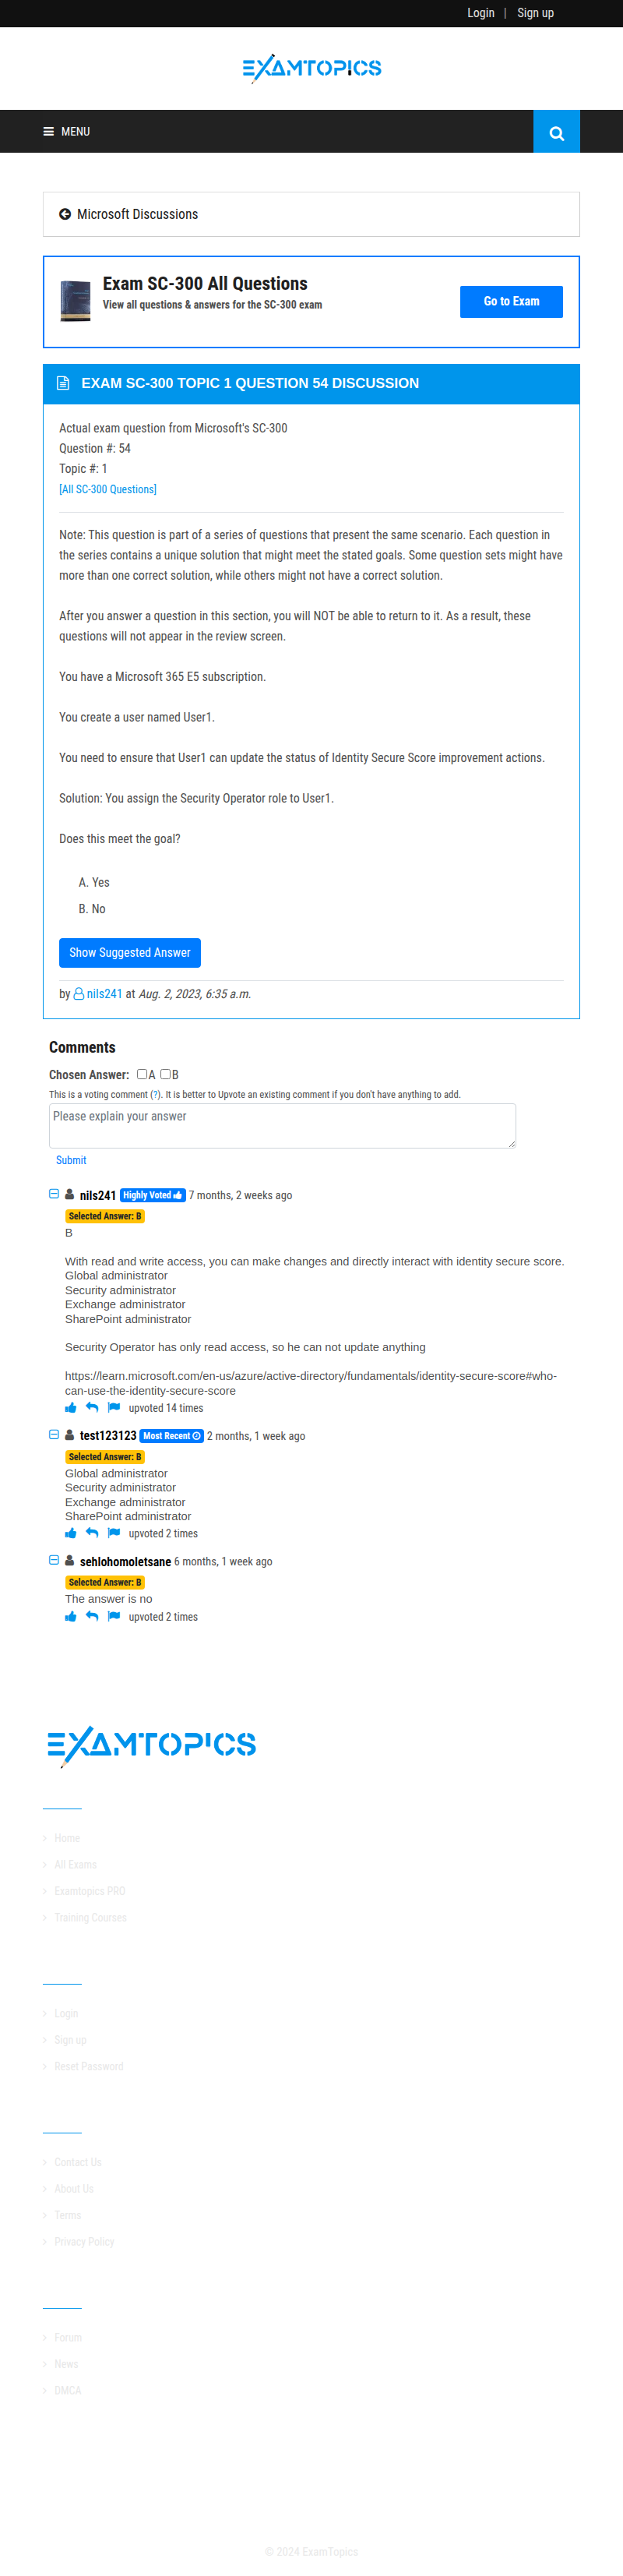 Login | Sign up
EXAMTOPICS
MENU
Microsoft Discussions
Exam SC-300 All Questions
View all questions & answers for the SC-300 exam
Go to Exam
EXAM SC-300 TOPIC 1 QUESTION 54 DISCUSSION
Actual exam question from Microsoft's SC-300
Question #: 54
Topic #: 1
[All SC-300 Questions]
Note: This question is part of a series of questions that present the same scenario. Each question in
the series contains a unique solution that might meet the stated goals. Some question sets might have
more than one correct solution, while others might not have a correct solution.
After you answer a question in this section, you will NOT be able to return to it. As a result, these
questions will not appear in the review screen.
You have a Microsoft 365 E5 subscription.
You create a user named User1.
You need to ensure that User1 can update the status of Identity Secure Score improvement actions.
Solution: You assign the Security Operator role to User1.
Does this meet the goal?
A. Yes
B. No
Show Suggested Answer
by nils241 at Aug. 2, 2023, 6:35 a.m.
Comments
Chosen Answer: A B
This is a voting comment (?). It is better to Upvote an existing comment if you don't have anything to add.
Please explain your answer
Submit
nils241 Highly Voted 7 months, 2 weeks ago
Selected Answer: B
B
With read and write access, you can make changes and directly interact with identity secure score.
Global administrator
Security administrator
Exchange administrator
SharePoint administrator
Security Operator has only read access, so he can not update anything
https://learn.microsoft.com/en-us/azure/active-directory/fundamentals/identity-secure-score#who-
can-use-the-identity-secure-score
upvoted 14 times
test123123 Most Recent 2 months, 1 week ago
Selected Answer: B
Global administrator
Security administrator
Exchange administrator
SharePoint administrator
upvoted 2 times
sehlohomoletsane 6 months, 1 week ago
Selected Answer: B
The answer is no
upvoted 2 times
EXAMTOPICS
Home
All Exams
Examtopics PRO
Training Courses
Login
Sign up
Reset Password
Contact Us
About Us
Terms
Privacy Policy
Forum
News
DMCA
© 2024 ExamTopics